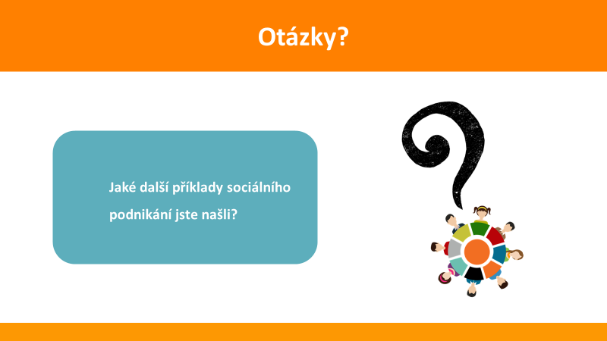 Otázky?
Jaké další příklady sociálního
podnikání jste našli?